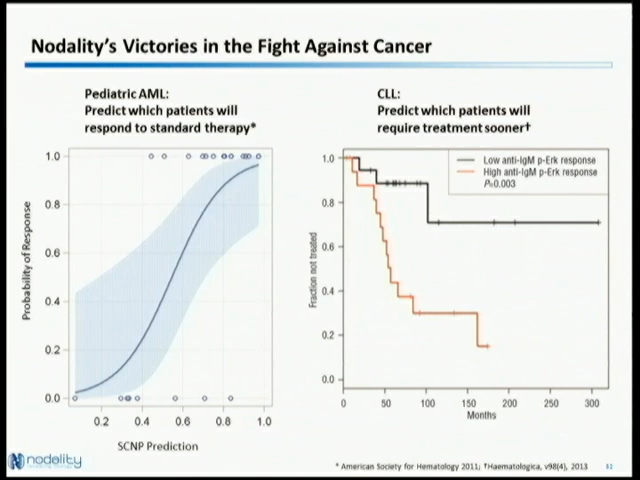 Nodality's Victories in the Fight Against Cancer
Pediatric AML:
Predict which patients will
respond to standard therapy*
CLL:
Predict which patients will
require treatment sooner†
1.0
0.8
0.6
0.4
0.2
0.0
Probability of Response
0.2 0.4 0.6 0.8 1.0
SCNP Prediction
Low anti-IgM p-Erk response
High anti-IgM p-Erk response
P=0.003
1.0
0.8
0.6
0.4
0.2
0.0
Fraction not treated
0 50 100 150 200 250 300
Months
nodality
* American Society for Hematology 2011; †Haematologica, v98(4), 2013